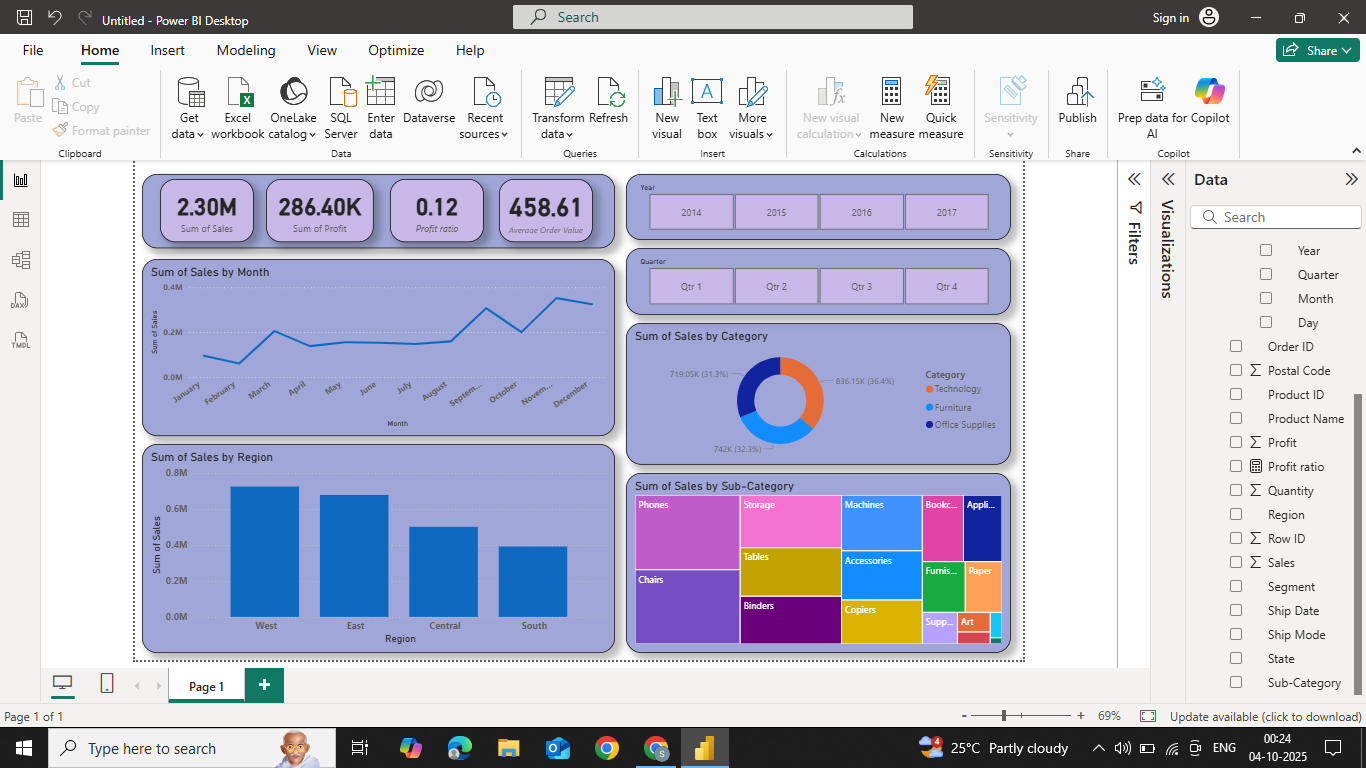 Untitled - Power BI Desktop
Search
Sign in
File
Home
Insert
Modeling
View
Optimize
Help
Share
Paste
Cut
Copy
Format painter
Clipboard
Get data
Excel workbook
OneLake catalog
SQL Server
Enter data
Dataverse
Recent sources
Data
Transform data
Refresh
Queries
New visual
Text box
More visuals
Insert
New visual calculation
New measure
Quick measure
Calculations
Sensitivity
Sensitivity
Publish
Share
Prep data for AI
Copilot
Copilot
DAX
TMDL
2.30M
Sum of Sales
286.40K
Sum of Profit
0.12
Profit ratio
458.61
Average Order Value
Year
2014
2015
2016
2017
Quarter
Qtr 1
Qtr 2
Qtr 3
Qtr 4
Sum of Sales by Month
Sum of Sales
0.4M
0.2M
0.0M
January
February
March
April
May
June
July
August
Septem...
October
Novem...
December
Month
Sum of Sales by Category
719.05K (31.3%)
836.15K (36.4%)
742K (32.3%)
Category
Technology
Furniture
Office Supplies
Sum of Sales by Region
Sum of Sales
0.8M
0.6M
0.4M
0.2M
0.0M
West
East
Central
South
Region
Sum of Sales by Sub-Category
Phones
Chairs
Storage
Tables
Binders
Machines
Accessories
Copiers
Bookc...
Appli...
Furnis...
Paper
Supp...
Art
Filters
Visualizations
Data
Search
Year
Quarter
Month
Day
Order ID
Postal Code
Product ID
Product Name
Profit
Profit ratio
Quantity
Region
Row ID
Sales
Segment
Ship Date
Ship Mode
State
Sub-Category
Page 1
Page 1 of 1
- + 69%
Update available (click to download)
Type here to search
25°C Partly cloudy
ENG
00:24
04-10-2025